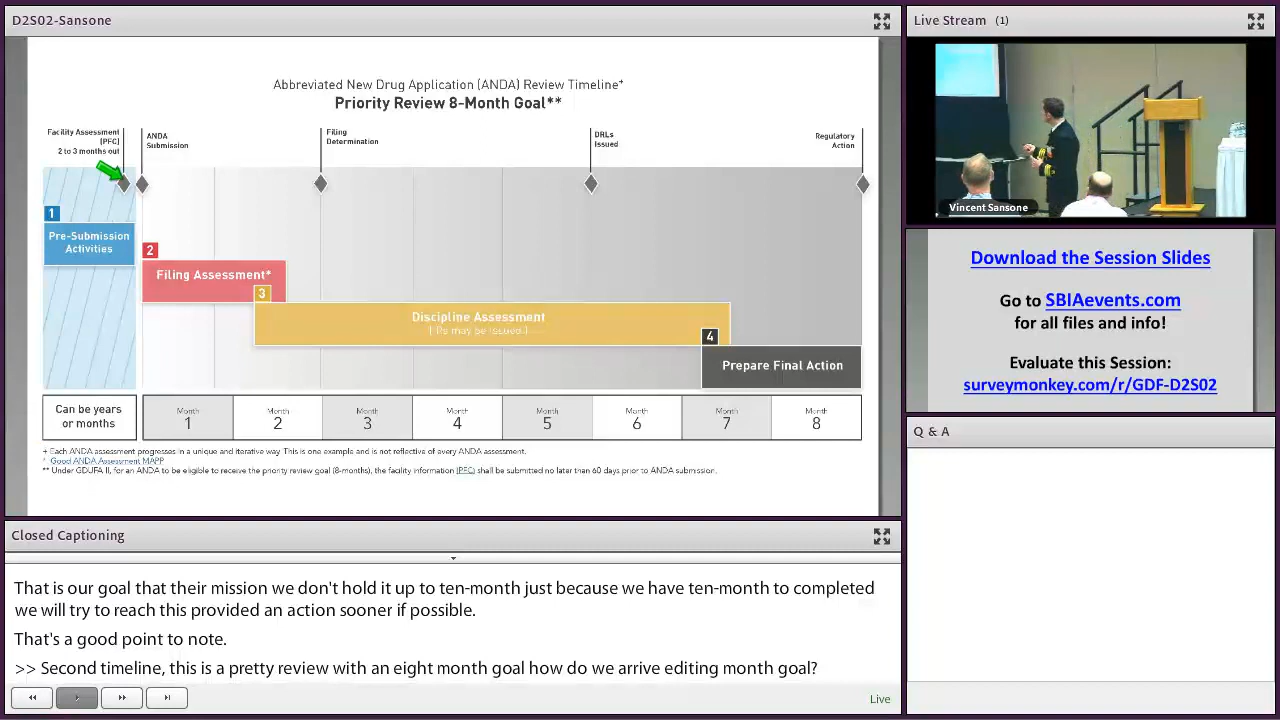 D2S02-Sansone
Abbreviated New Drug Application (ANDA) Review Timeline+
Priority Review 8-Month Goal**
Facility Assessment
(PFC)
2 to 3 months out
ANDA
Submission
Filing
Determination
DRLs
Issued
Regulatory
Action
1
Pre-Submission
Activities
2
Filing Assessment*
3
Discipline Assessment
( IRs may be issued )
4
Prepare Final Action
Can be years
or months
Month
1
Month
2
Month
3
Month
4
Month
5
Month
6
Month
7
Month
8
+ Each ANDA assessment progresses in a unique and iterative way. This is one example and is not reflective of every ANDA assessment.
* Good ANDA Assessment MAPP
** Under GDUFA II, for an ANDA to be eligible to receive the priority review goal (8-months), the facility information (PFC) shall be submitted no later than 60 days prior to ANDA submission.
Live Stream (1)
Vincent Sansone
Download the Session Slides
Go to SBIAevents.com
for all files and info!
Evaluate this Session:
surveymonkey.com/r/GDF-D2S02
Q & A
Closed Captioning
That is our goal that their mission we don't hold it up to ten-month just because we have ten-month to completed
we will try to reach this provided an action sooner if possible.
That's a good point to note.
>> Second timeline, this is a pretty review with an eight month goal how do we arrive editing month goal?
Live